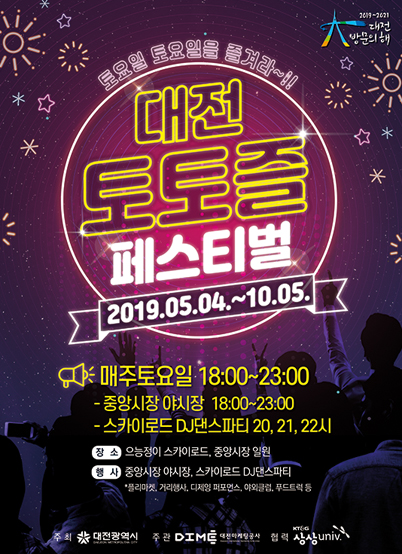 2019~2021
대전
방문의 해
토요일 토요일을 즐겨라~!!
대전
토토즐
페스티벌
2019.05.04.~10.05.
매주토요일 18:00~23:00
- 중앙시장 야시장 18:00~23:00
- 스카이로드 DJ댄스파티 20, 21, 22시
장 소 으능정이 스카이로드, 중앙시장 일원
행 사 중앙시장 야시장, 스카이로드 DJ댄스파티
*플리마켓, 거리행사, 디제잉 퍼포먼스, 야외클럽, 푸드트럭 등
주최 대전광역시 주관 DIME 대전마케팅공사 협력 KT&G 상상univ.
DAEJEON METROPOLITAN CITY